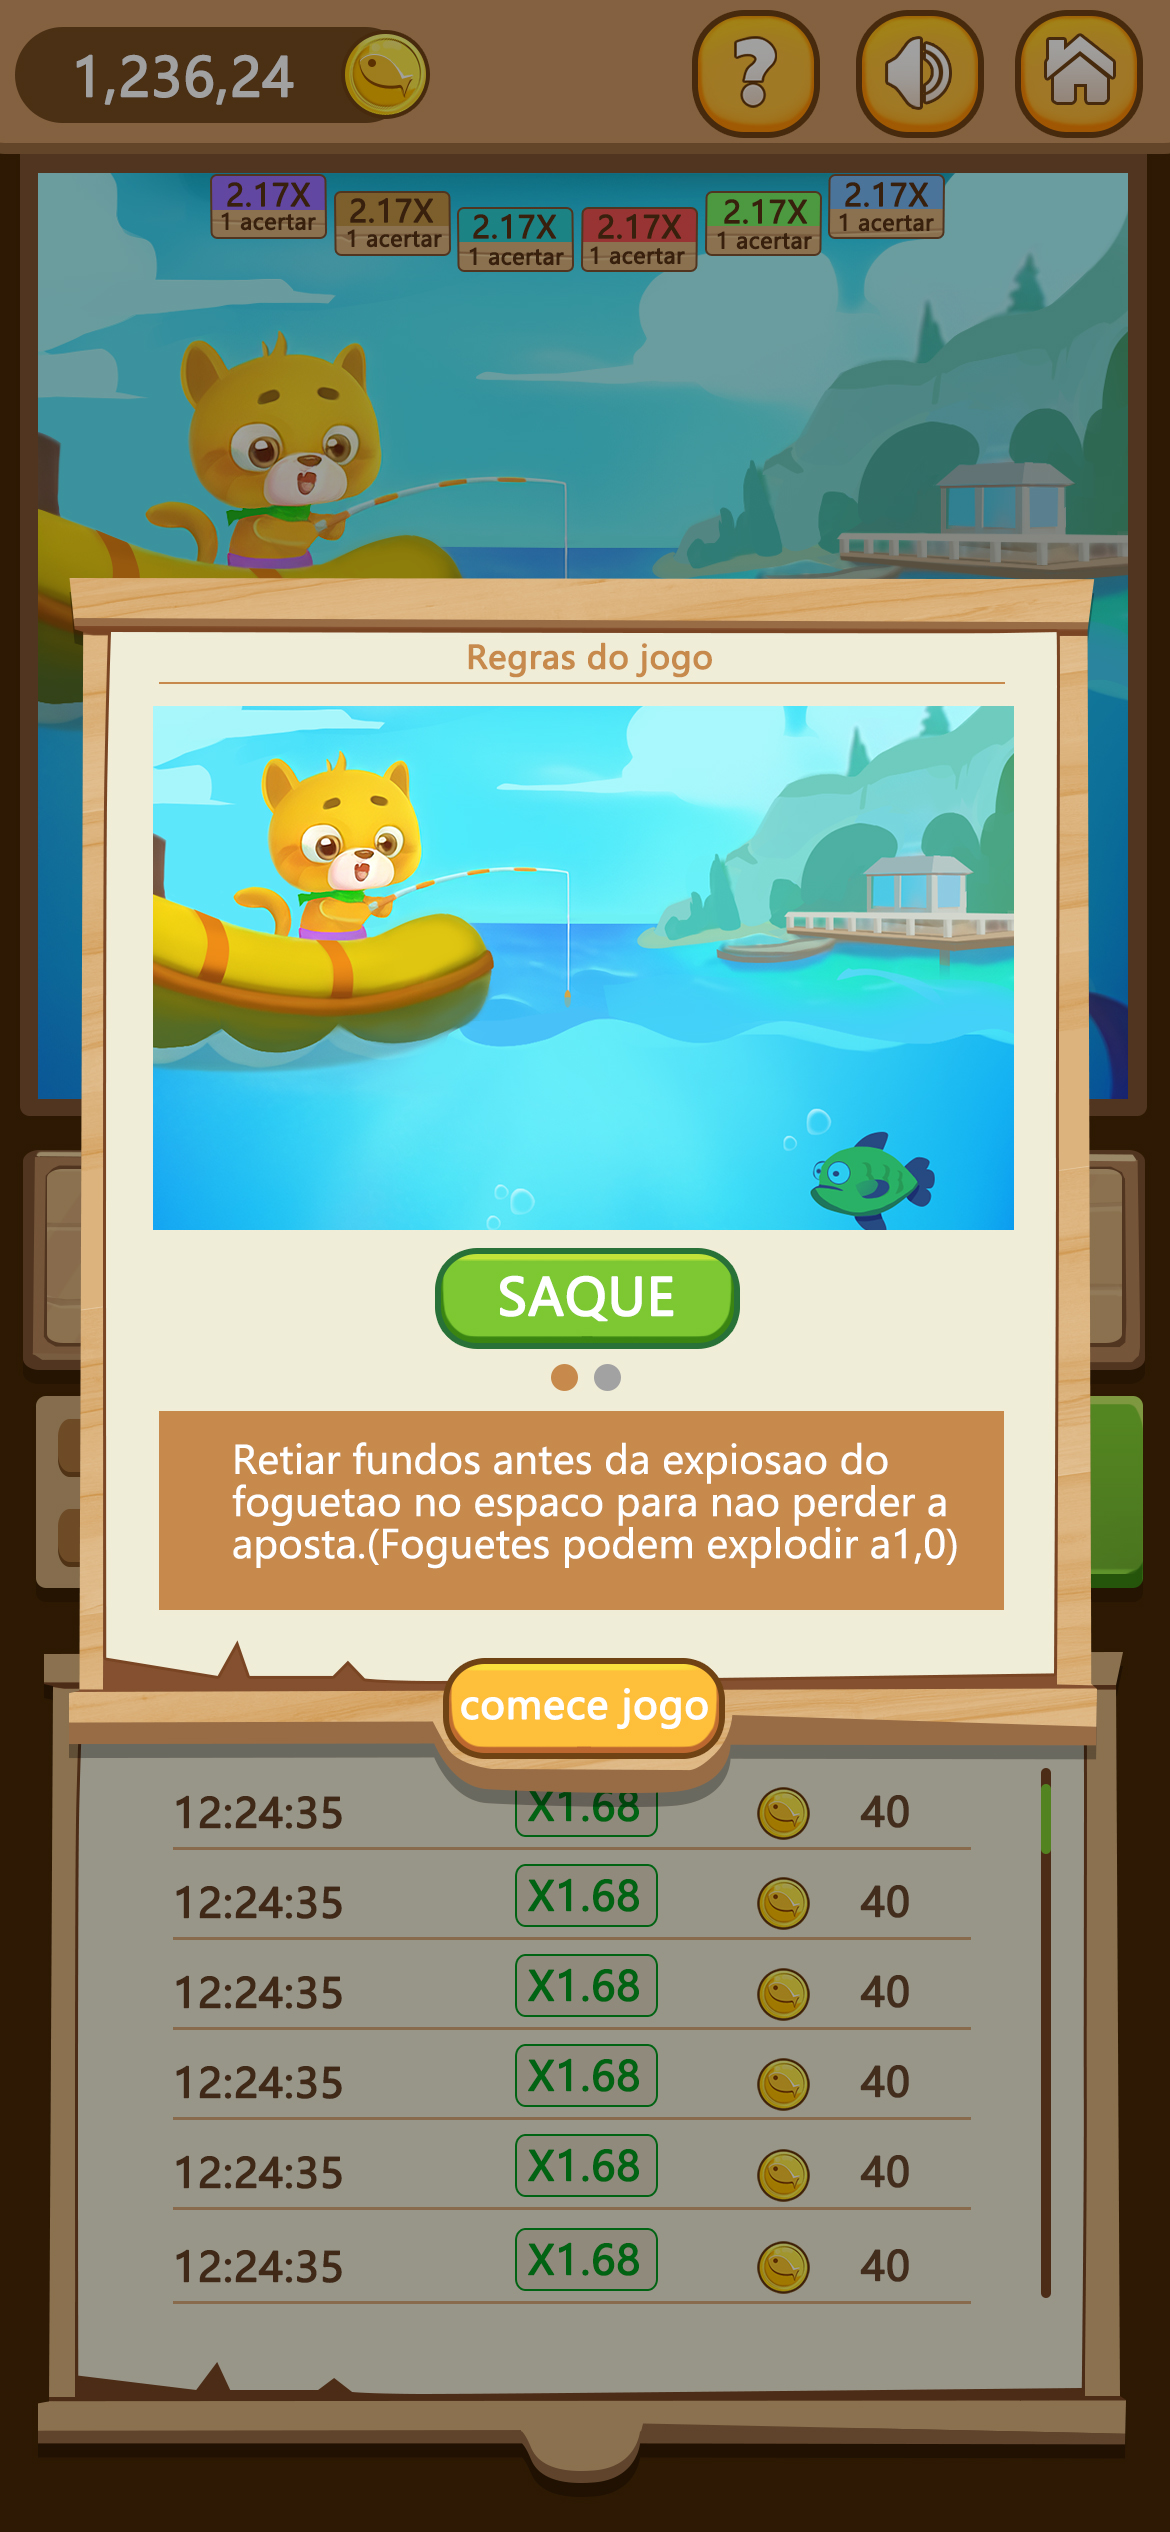 1,236,24
2.17X
1 acertar
2.17X
1 acertar
2.17X
1 acertar
2.17X
1 acertar
2.17X
1 acertar
2.17X
1 acertar
Regras do jogo
SAQUE
Retiar fundos antes da expiosao do
foguetao no espaco para nao perder a
aposta.(Foguetes podem explodir a1,0)
comece jogo
12:24:35 X1.68 40
12:24:35 X1.68 40
12:24:35 X1.68 40
12:24:35 X1.68 40
12:24:35 X1.68 40
12:24:35 X1.68 40